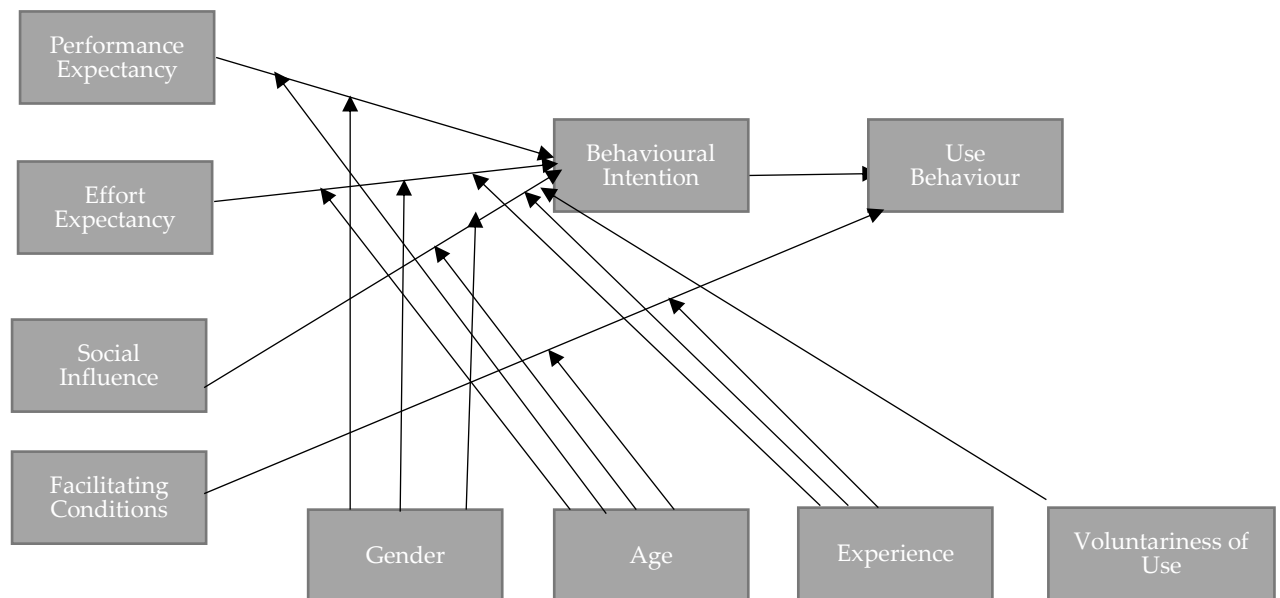 Performance
Expectancy
Behavioural
Intention
Use
Behaviour
Effort
Expectancy
Social
Influence
Facilitating
Conditions
Gender
Age
Experience
Voluntariness of
Use